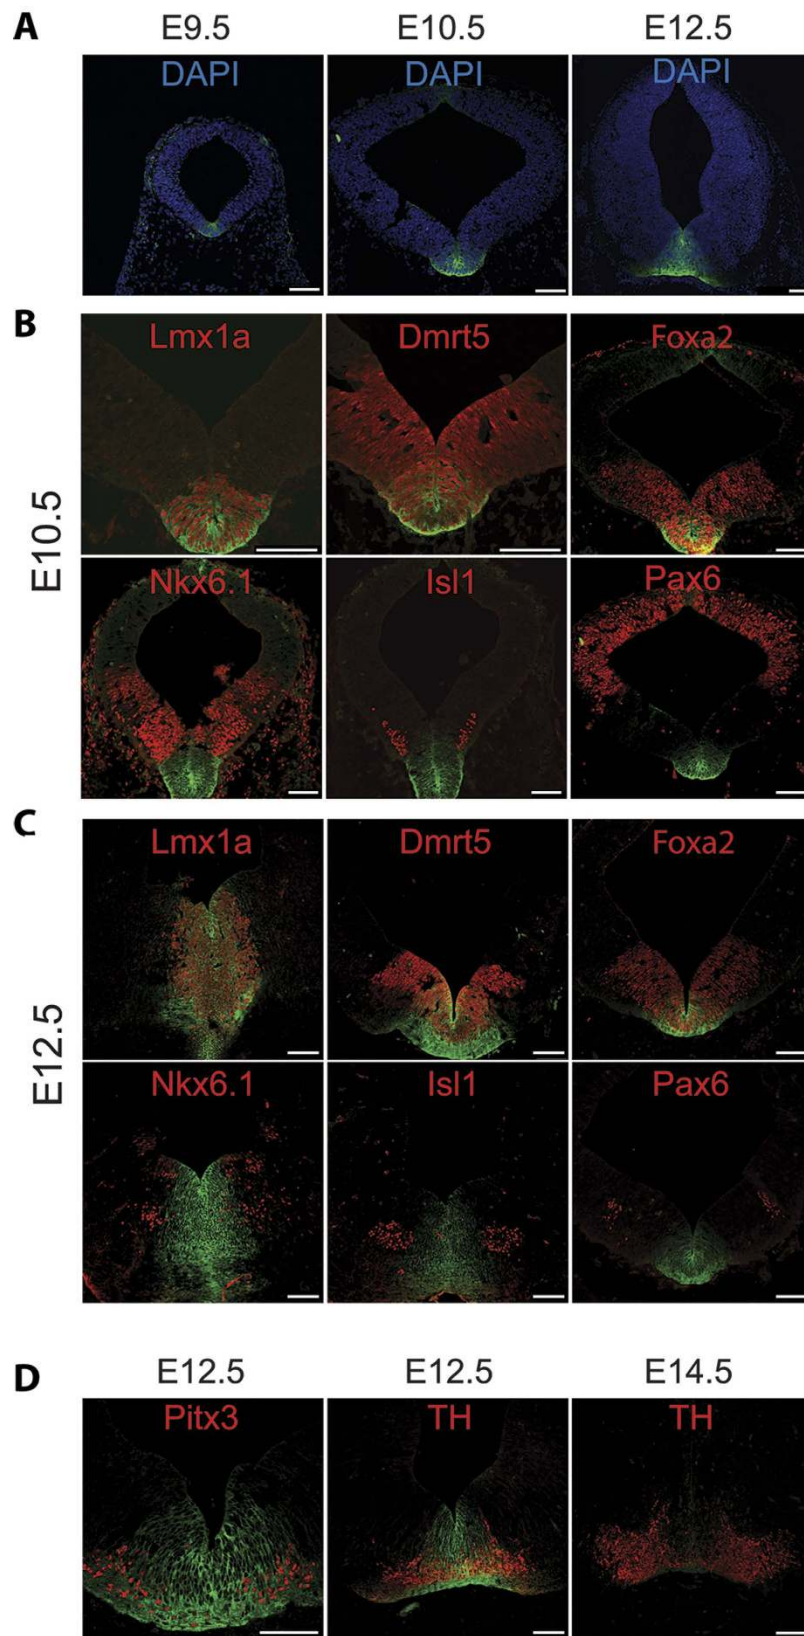 A
E9.5 E10.5 E12.5
DAPI DAPI DAPI
B
E10.5
Lmx1a Dmrt5 Foxa2
Nkx6.1 Isl1 Pax6
C
E12.5
Lmx1a Dmrt5 Foxa2
Nkx6.1 Isl1 Pax6
D
E12.5 E12.5 E14.5
Pitx3 TH TH